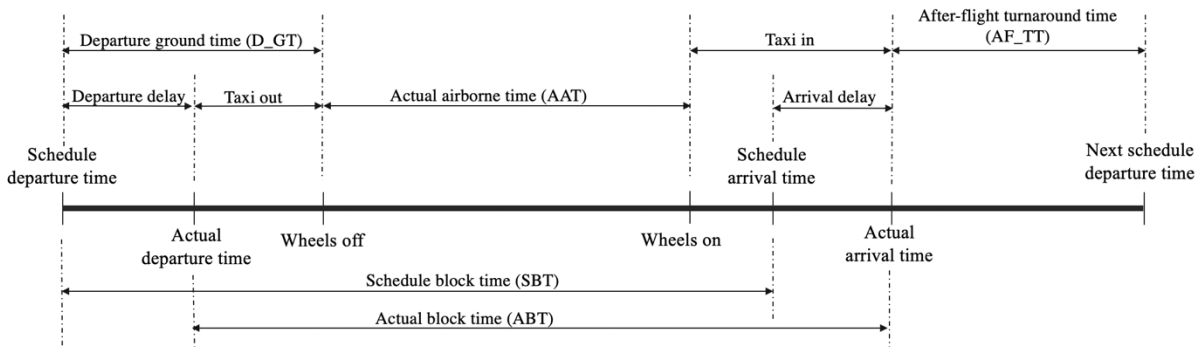 Departure ground time (D_GT)
Taxi in
After-flight turnaround time
(AF_TT)
Departure delay
Taxi out
Actual airborne time (AAT)
Arrival delay
Schedule
departure time
Schedule
arrival time
Next schedule
departure time
Actual
departure time
Wheels off
Wheels on
Actual
arrival time
Schedule block time (SBT)
Actual block time (ABT)